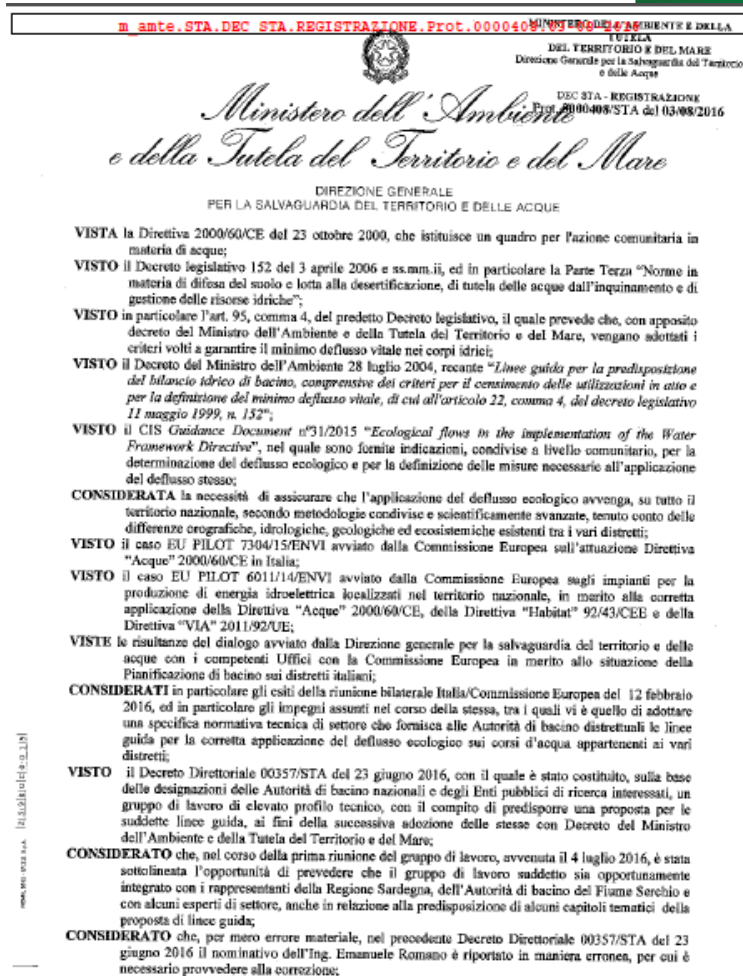 m_amte.STA.DEC STA.REGISTRAZIONE.Prot.0000408.03-08-2016
MINISTERO DELL'AMBIENTE E DELLA
TUTELA
DEL TERRITORIO E DEL MARE
Direzione Generale per la Salvaguardia del Territorio
e delle Acque
DEC STA - REGISTRAZIONE
Prot. 0000408/STA del 03/08/2016
Ministero dell'Ambiente
e della Tutela del Territorio e del Mare
DIREZIONE GENERALE
PER LA SALVAGUARDIA DEL TERRITORIO E DELLE ACQUE
VISTA la Direttiva 2000/60/CE del 23 ottobre 2000, che istituisce un quadro per l'azione comunitaria in
materia di acque;
VISTO il Decreto legislativo 152 del 3 aprile 2006 e ss.mm.ii, ed in particolare la Parte Terza "Norme in
materia di difesa del suolo e lotta alla desertificazione, di tutela delle acque dall'inquinamento e di
gestione delle risorse idriche";
VISTO in particolare l'art. 95, comma 4, del predetto Decreto legislativo, il quale prevede che, con apposito
decreto del Ministro dell'Ambiente e della Tutela del Territorio e del Mare, vengano adottati i
criteri volti a garantire il minimo deflusso vitale nei corpi idrici;
VISTO il Decreto del Ministro dell'Ambiente 28 luglio 2004, recante "Linee guida per la predisposizione
del bilancio idrico di bacino, comprensive dei criteri per il censimento delle utilizzazioni in atto e
per la definizione del minimo deflusso vitale, di cui all'articolo 22, comma 4, del decreto legislativo
11 maggio 1999, n. 152";
VISTO il CIS Guidance Document n°31/2015 "Ecological flows in the implementation of the Water
Framework Directive", nel quale sono fornite indicazioni, condivise a livello comunitario, per la
determinazione del deflusso ecologico e per la definizione delle misure necessarie all'applicazione
del deflusso stesso;
CONSIDERATA la necessità di assicurare che l'applicazione del deflusso ecologico avvenga, su tutto il
territorio nazionale, secondo metodologie condivise e scientificamente avanzate, tenuto conto delle
differenze orografiche, idrologiche, geologiche ed ecosistemiche esistenti tra i vari distretti;
VISTO il caso EU PILOT 7304/15/ENVI avviato dalla Commissione Europea sull'attuazione Direttiva
"Acque" 2000/60/CE in Italia;
VISTO il caso EU PILOT 6011/14/ENVI avviato dalla Commissione Europea sugli impianti per la
produzione di energia idroelettrica localizzati nel territorio nazionale, in merito alla corretta
applicazione della Direttiva "Acque" 2000/60/CE, della Direttiva "Habitat" 92/43/CEE e della
Direttiva "VIA" 2011/92/UE;
VISTE le risultanze del dialogo avviato dalla Direzione generale per la salvaguardia del territorio e delle
acque con i competenti Uffici con la Commissione Europea in merito allo situazione della
Pianificazione di bacino sui distretti italiani;
CONSIDERATI in particolare gli esiti della riunione bilaterale Italia/Commissione Europea del 12 febbraio
2016, ed in particolare gli impegni assunti nel corso della stessa, tra i quali vi è quello di adottare
una specifica normativa tecnica di settore che fornisca alle Autorità di bacino distrettuali le linee
guida per la corretta applicazione del deflusso ecologico sui corsi d'acqua appartenenti ai vari
distretti;
VISTO il Decreto Direttoriale 00357/STA del 23 giugno 2016, con il quale è stato costituito, sulla base
delle designazioni delle Autorità di bacino nazionali e degli Enti pubblici di ricerca interessati, un
gruppo di lavoro di elevato profilo tecnico, con il compito di predisporre una proposta per le
suddette linee guida, ai fini della successiva adozione delle stesse con Decreto del Ministro
dell'Ambiente e della Tutela del Territorio e del Mare;
CONSIDERATO che, nel corso della prima riunione del gruppo di lavoro, avvenuta il 4 luglio 2016, è stata
sottolineata l'opportunità di prevedere che il gruppo di lavoro suddetto sia opportunamente
integrato con i rappresentanti della Regione Sardegna, dell'Autorità di bacino del Fiume Serchio e
con alcuni esperti di settore, anche in relazione alla predisposizione di alcuni capitoli tematici della
proposta di linee guida;
CONSIDERATO che, per mero errore materiale, nel precedente Decreto Direttoriale 00357/STA del 23
giugno 2016 il nominativo dell'Ing. Emanuele Romano è riportato in maniera erronea, per cui è
necessario provvedere alla correzione;